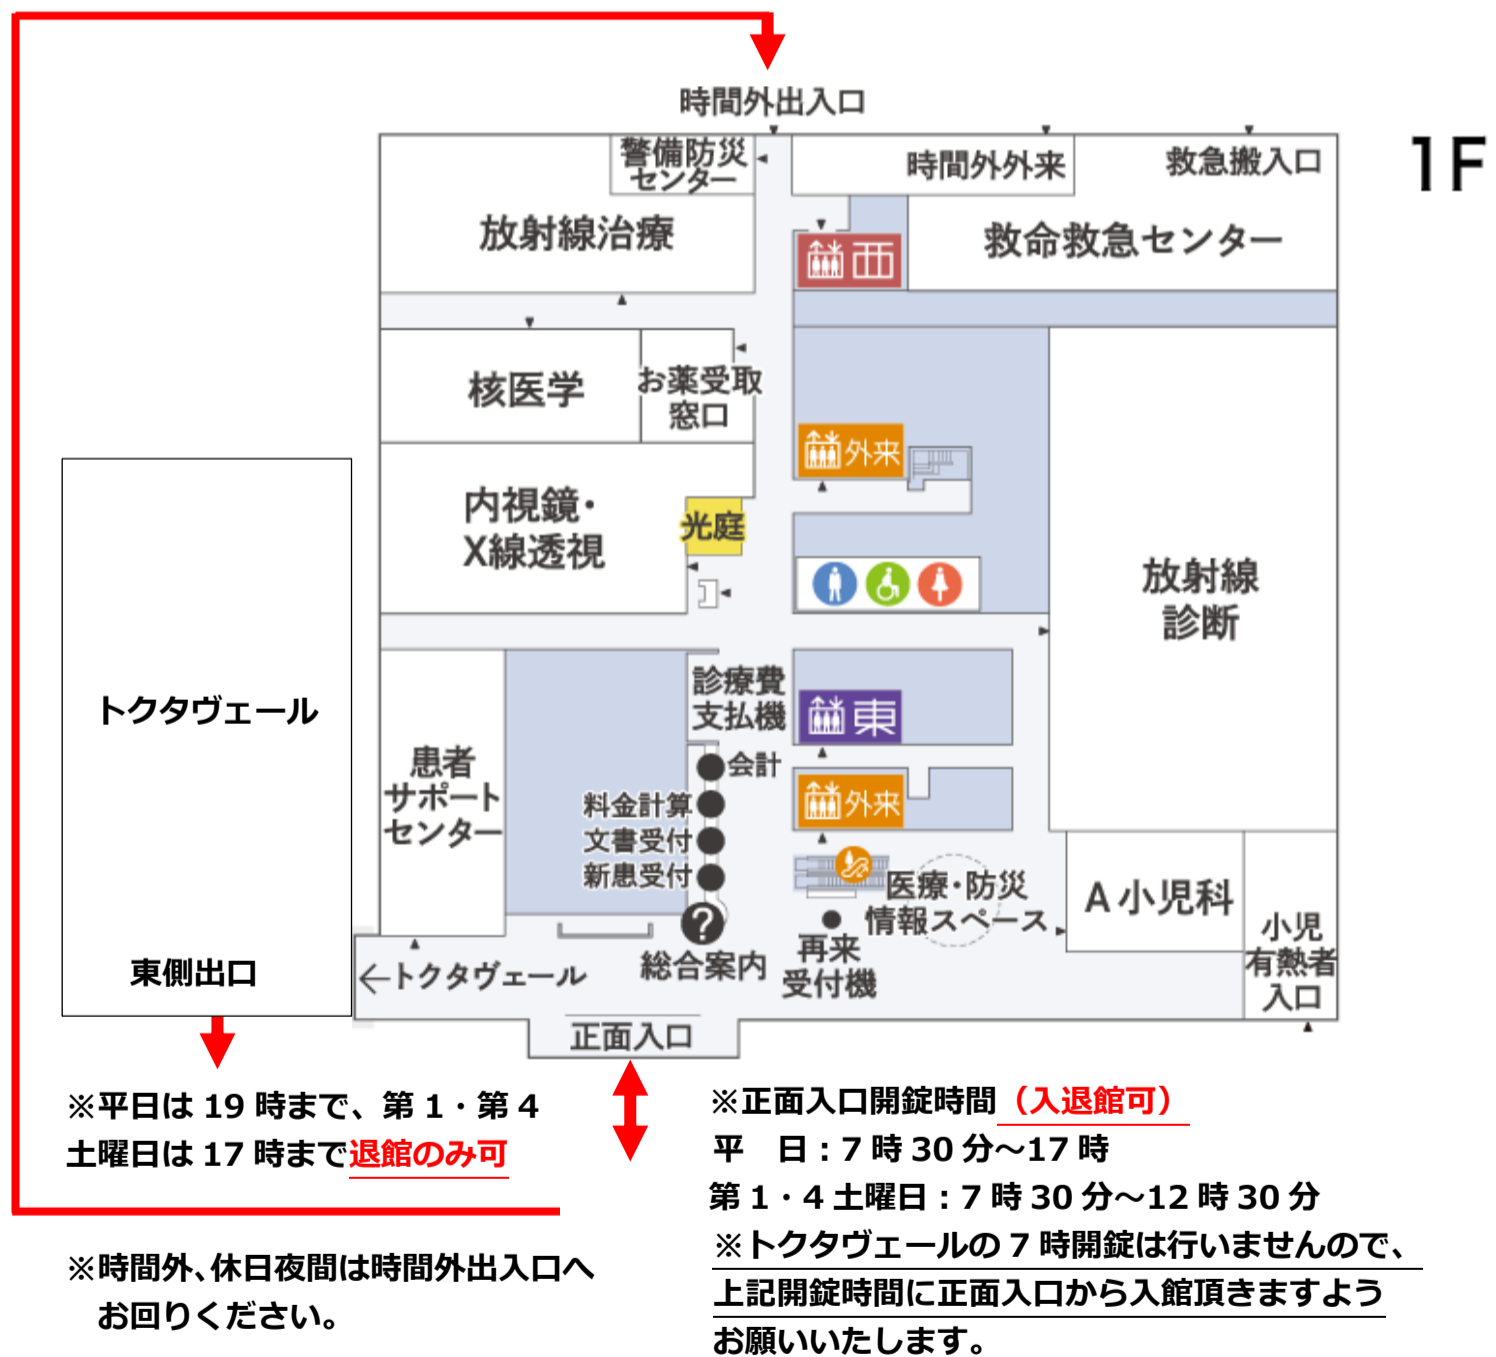 時間外出入口
1F
警備防災
センター
時間外外来
救急搬入口
放射線治療
西
救命救急センター
核医学
お薬受取
窓口
外来
内視鏡・
X線透視
光庭
放射線
診断
トクタヴェール
診療費
支払機
東
患者
サポート
センター
会計
料金計算
外来
文書受付
新患受付
医療・防災
情報スペース
A小児科
?
総合案内
再来
受付機
小児
有熱者
入口
東側出口
←トクタヴェール
正面入口
※平日は 19 時まで、第 1・第 4
土曜日は 17 時まで退館のみ可
※正面入口開錠時間（入退館可）
平　日：7 時 30 分～17 時
第 1・4 土曜日：7 時 30 分～12 時 30 分
※トクタヴェールの 7 時開錠は行いませんので、
上記開錠時間に正面入口から入館頂きますよう
お願いいたします。
※時間外、休日夜間は時間外出入口へ
お回りください。